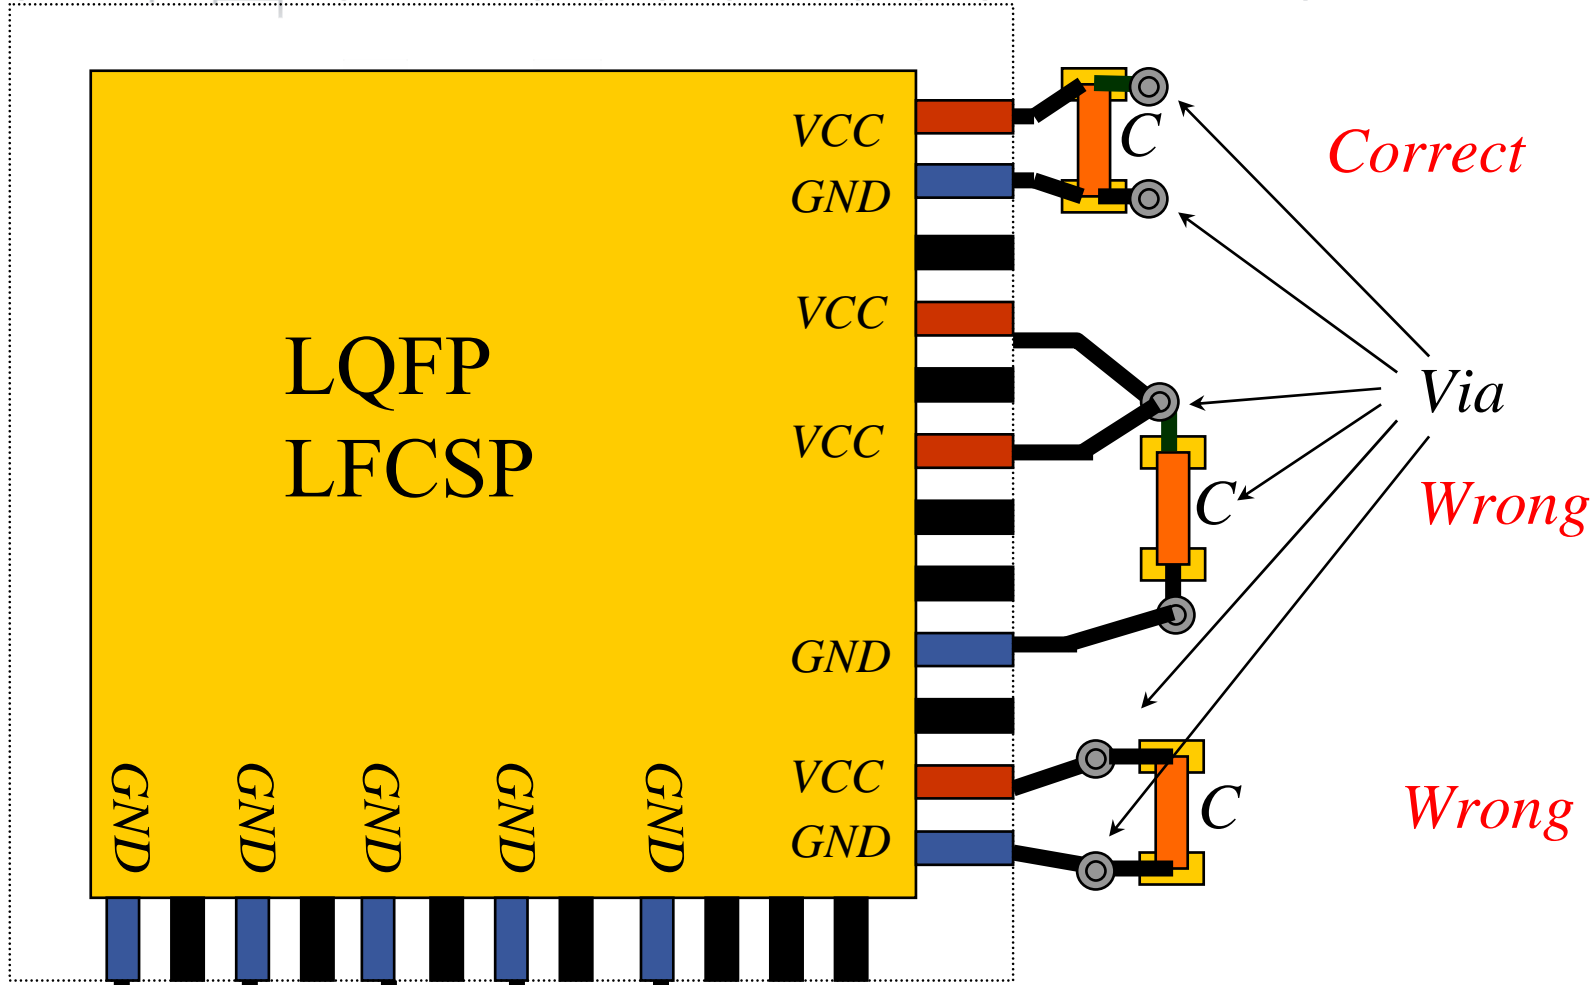 VCC
C
Correct
GND
VCC
LQFP
Via
VCC
LFCSP
C
Wrong
GND
VCC
C
Wrong
GND
GND
GND
GND
GND
GND